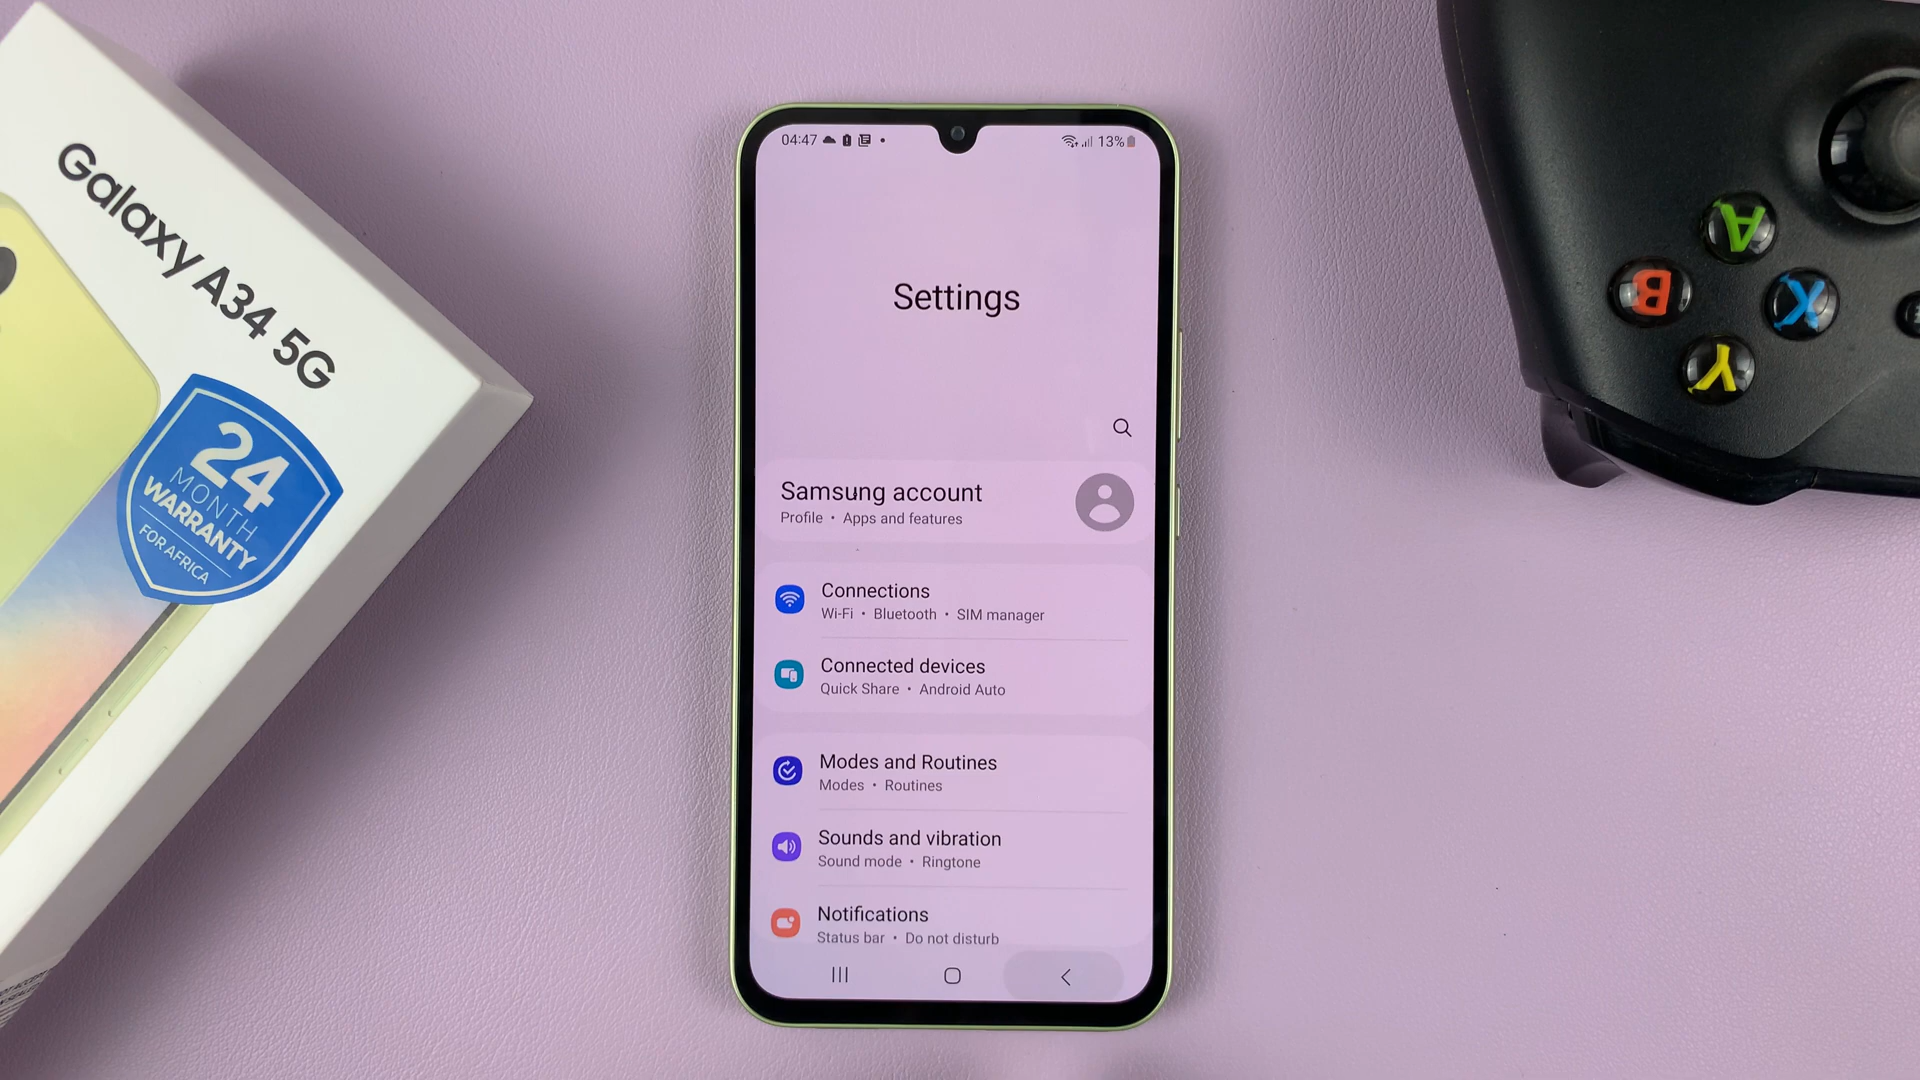 Galaxy A34 5G
24
MONTH
WARRANTY
FOR AFRICA
04:47
13%
Settings
Samsung account
Profile • Apps and features
Connections
Wi-Fi • Bluetooth • SIM manager
Connected devices
Quick Share • Android Auto
Modes and Routines
Modes • Routines
Sounds and vibration
Sound mode • Ringtone
Notifications
Status bar • Do not disturb
A
B
X
Y